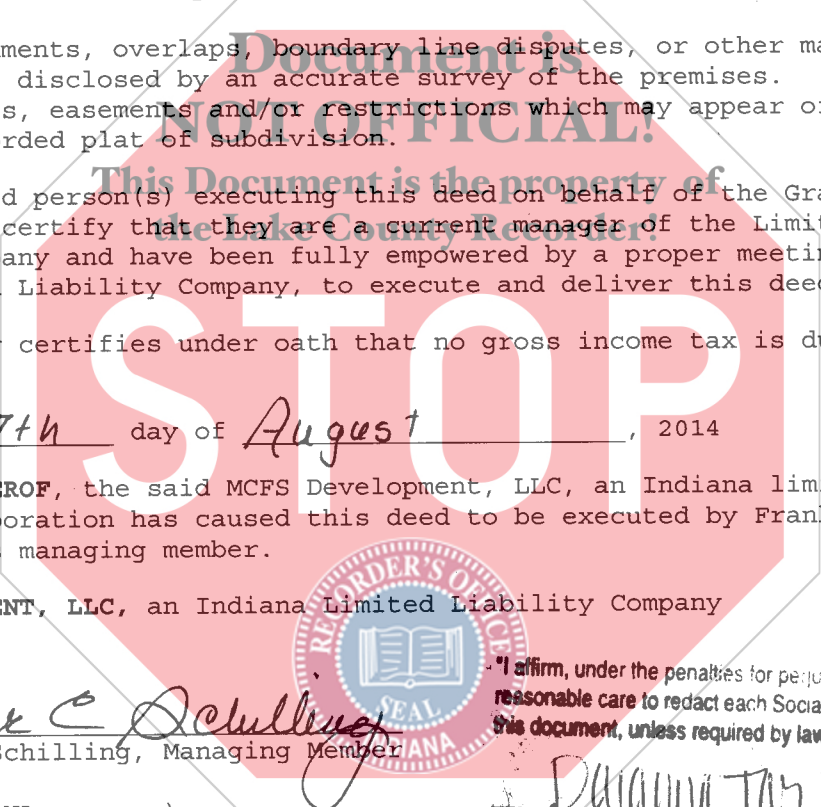 Document is
NOT OFFICIAL!
This Document is the property of
the Lake County Recorder!
STOP
ments, overlaps, boundary line disputes, or other ma
disclosed by an accurate survey of the premises.
s, easements and/or restrictions which may appear o
rded plat of subdivision.
d person(s) executing this deed on behalf of the Gra
certify that they are a current manager of the Limit
any and have been fully empowered by a proper meetin
Liability Company, to execute and deliver this deed
certifies under oath that no gross income tax is du
7th day of August, 2014
EROF, the said MCFS Development, LLC, an Indiana lim
oration has caused this deed to be executed by Frank
managing member.
ENT, LLC, an Indiana Limited Liability Company
RECORDER'S OFFICE
SEAL
INDIANA
"I affirm, under the penalties for perju
reasonable care to redact each Socia
this document, unless required by law
C Schilling
Schilling, Managing Member